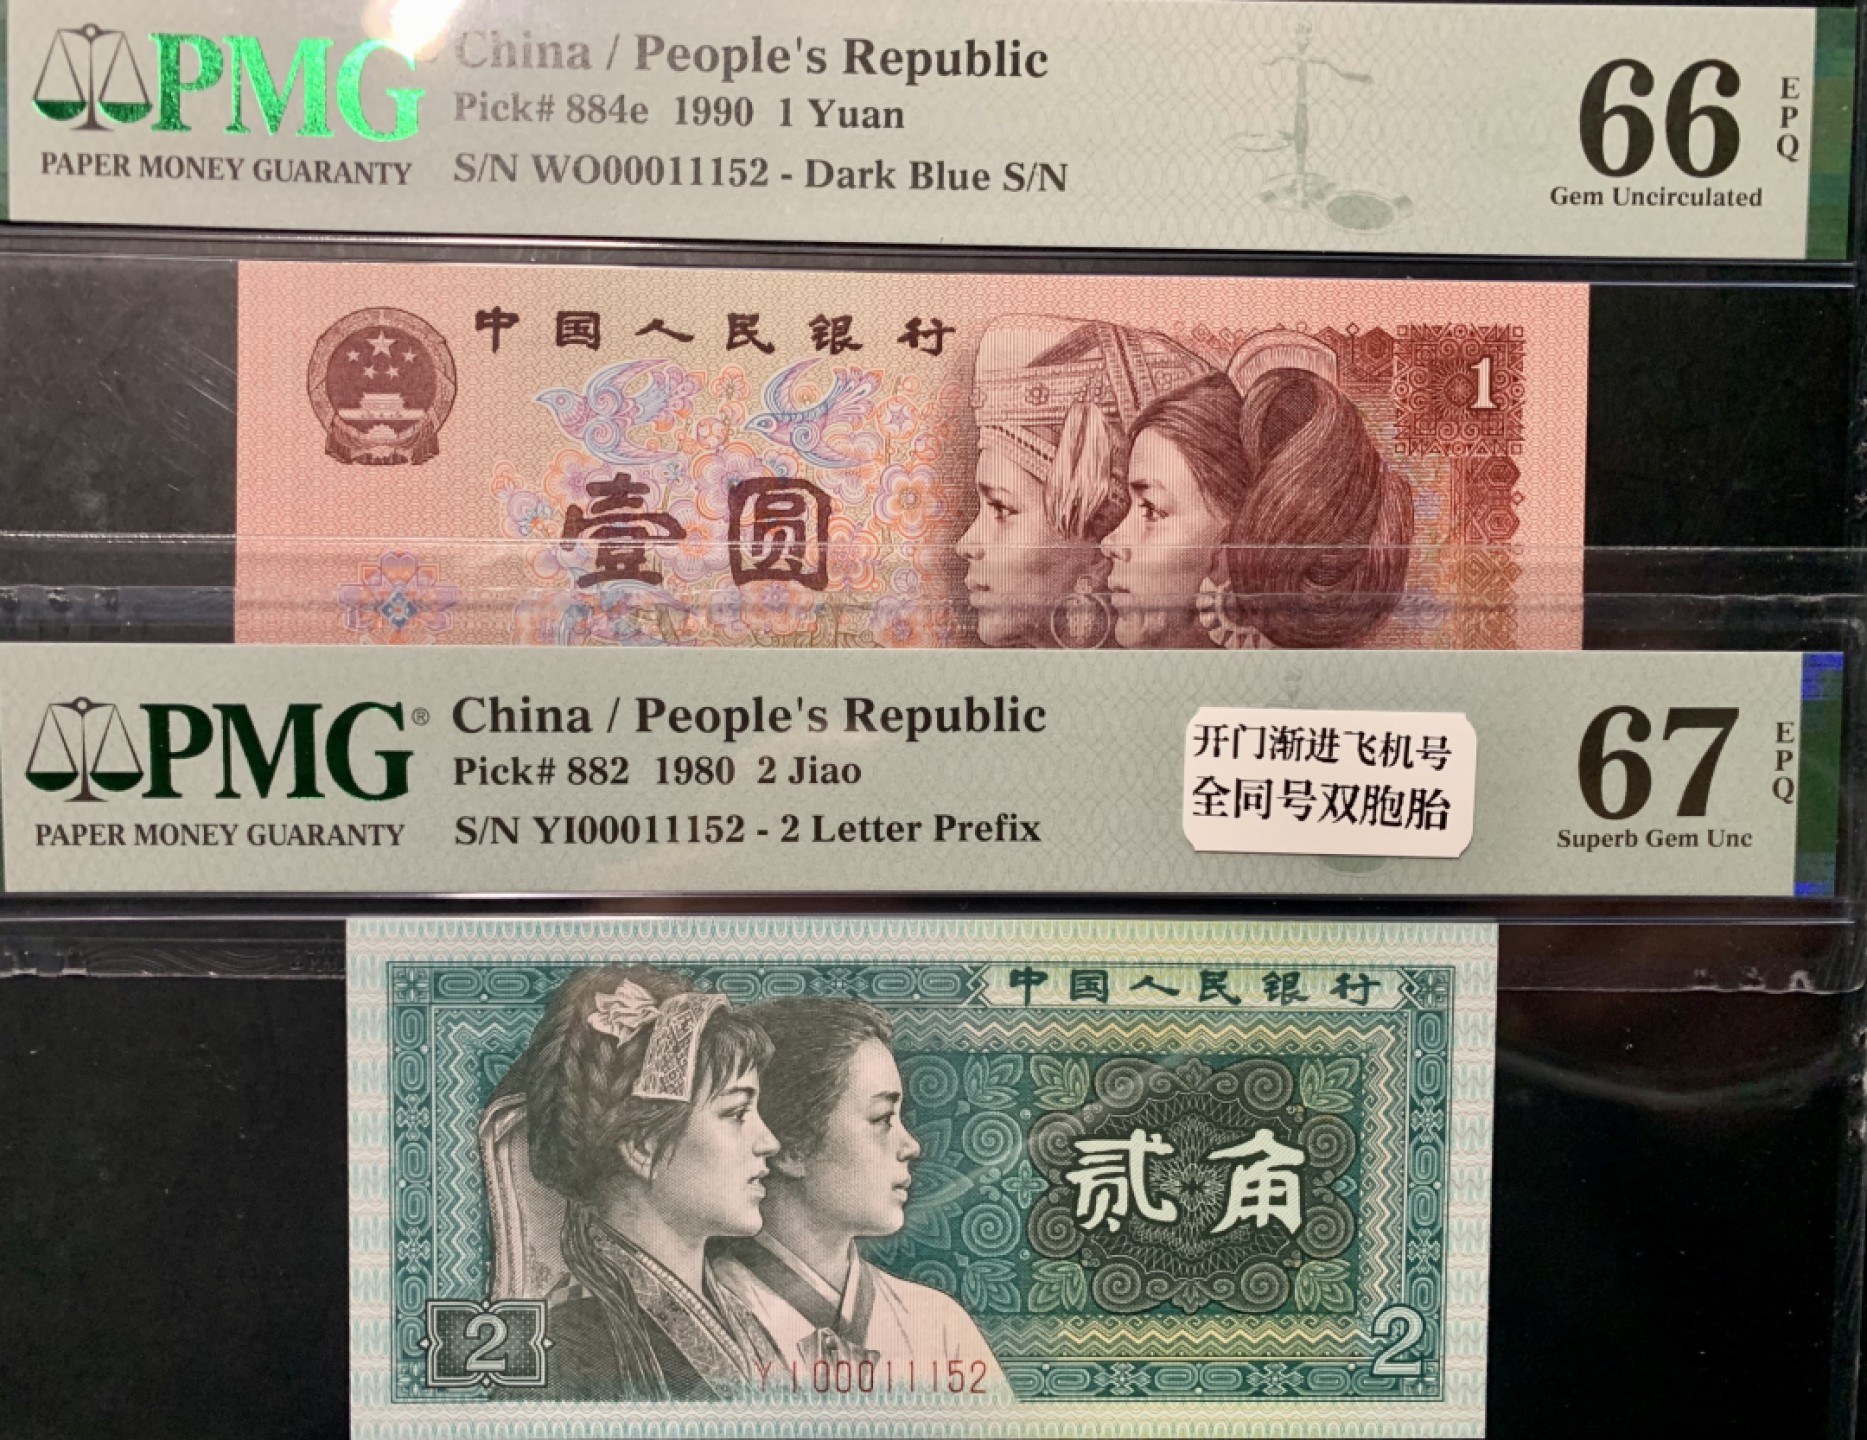 PMG
PAPER MONEY GUARANTY
China / People's Republic
Pick# 884e 1990 1 Yuan
S/N WO00011152 - Dark Blue S/N
66
EPQ
Gem Uncirculated
中国人民银行
1
壹圆
PMG®
PAPER MONEY GUARANTY
China / People's Republic
Pick# 882 1980 2 Jiao
S/N YI00011152 - 2 Letter Prefix
开门渐进飞机号
全同号双胞胎
67
EPQ
Superb Gem Unc
中国人民银行
贰角
2
2
YI00011152